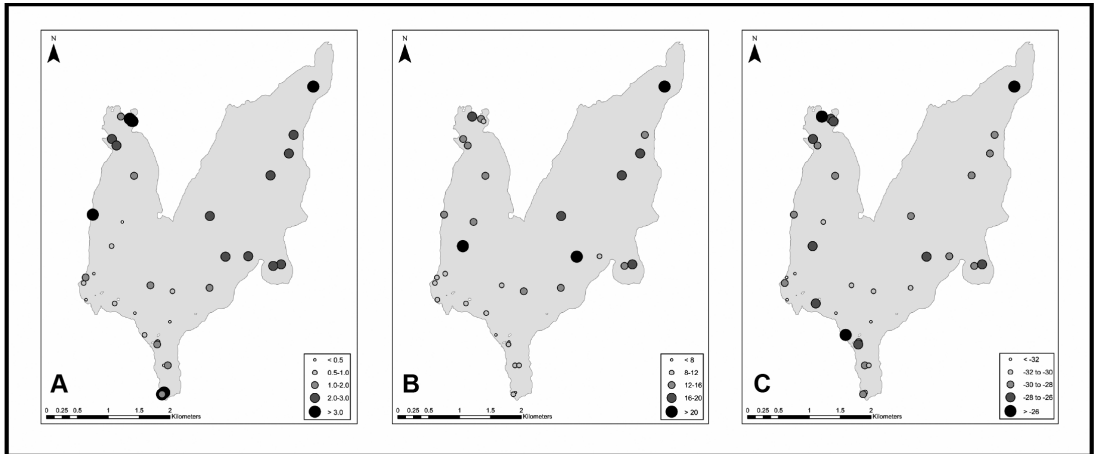 N
A
< 0.5
0.5-1.0
1.0-2.0
2.0-3.0
> 3.0
0 0.25 0.5 1 1.5 2
Kilometers
N
B
< 8
8-12
12-16
16-20
> 20
0 0.25 0.5 1 1.5 2
Kilometers
N
C
< -32
-32 to -30
-30 to -28
-28 to -26
> -26
0 0.25 0.5 1 1.5 2
Kilometers